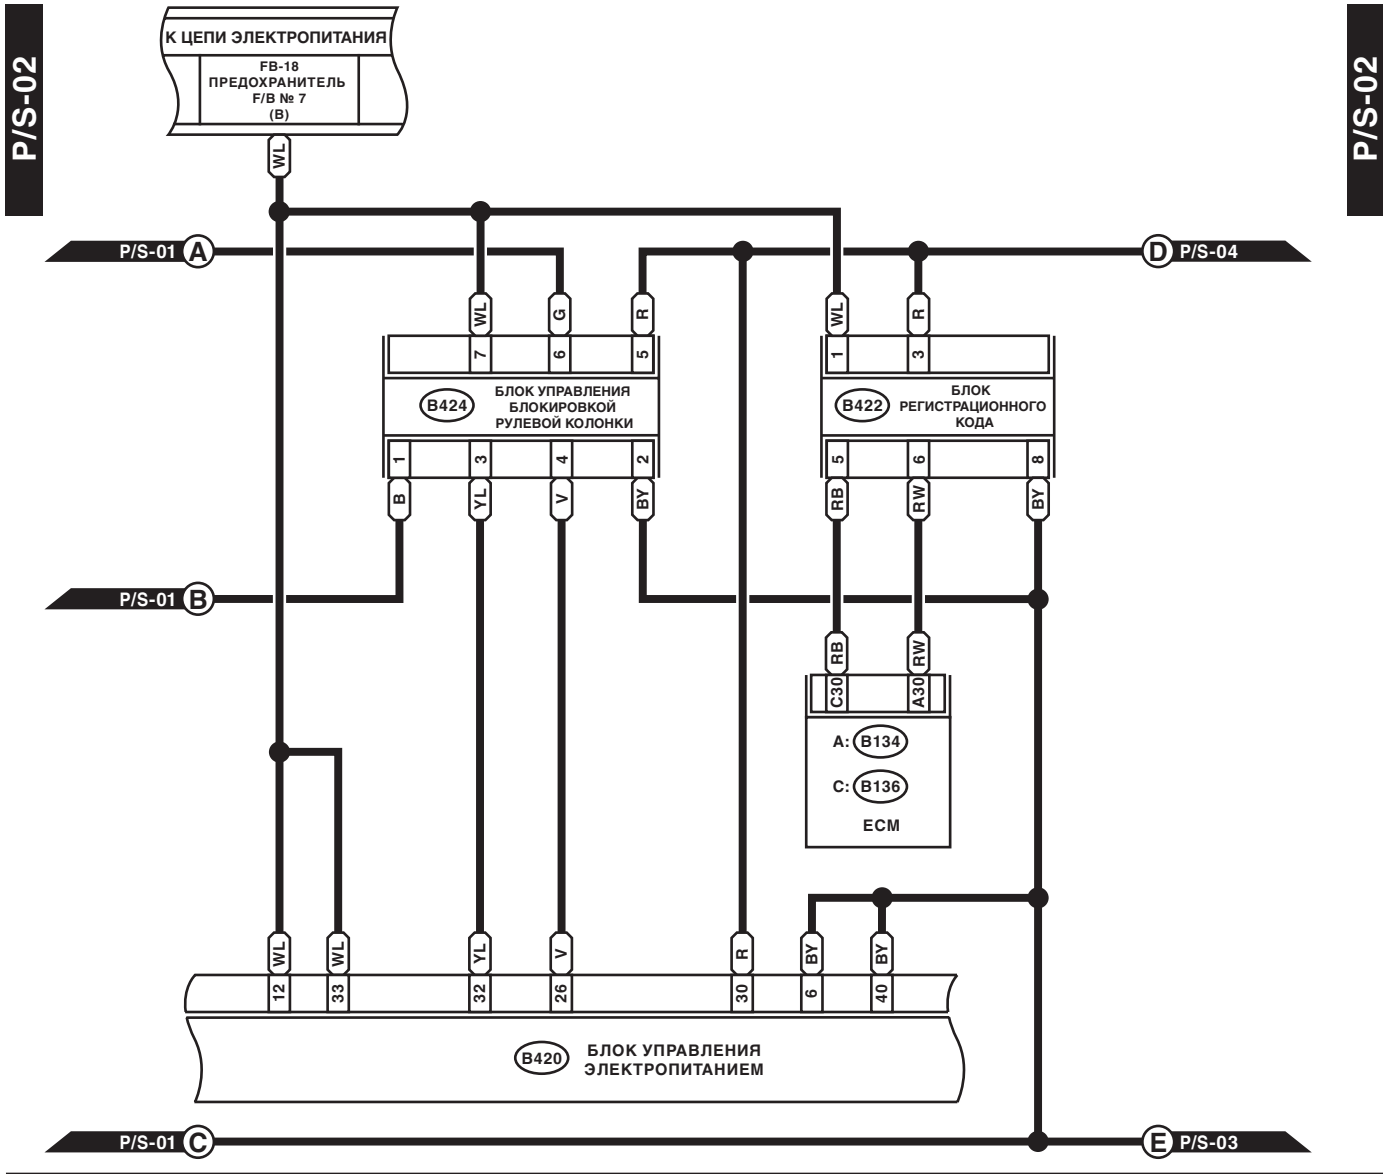 P/S-02
P/S-02
К ЦЕПИ ЭЛЕКТРОПИТАНИЯ
FB-18
ПРЕДОХРАНИТЕЛЬ
F/B № 7
(B)
WL
P/S-01 A
D P/S-04
WL G R WL R
7 6 5 1 3
B424
БЛОК УПРАВЛЕНИЯ
БЛОКИРОВКОЙ
РУЛЕВОЙ КОЛОНКИ
B422
БЛОК
РЕГИСТРАЦИОННОГО
КОДА
1 3 4 2 5 6 8
B YL V BY RB RW BY
P/S-01 B
RB RW
C30 A30
A: B134
C: B136
ECM
WL WL YL V R BY BY
12 33 32 26 30 6 40
B420
БЛОК УПРАВЛЕНИЯ
ЭЛЕКТРОПИТАНИЕМ
P/S-01 C
E P/S-03